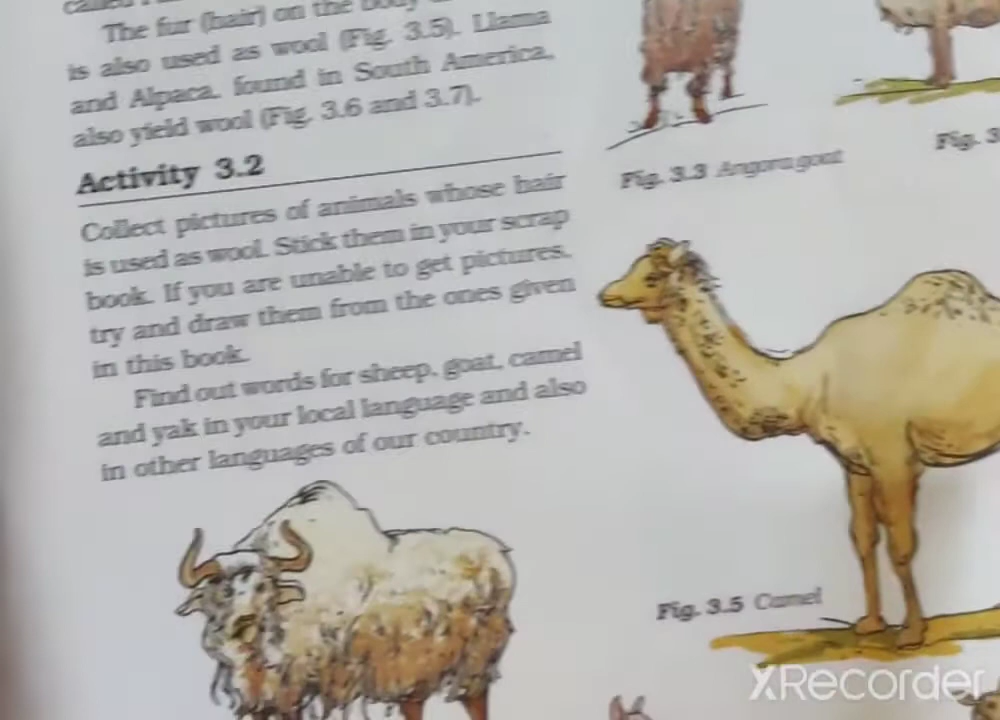 The fur (hair) on the body
is also used as wool (Fig. 3.5). Llama
and Alpaca, found in South America,
also yield wool (Fig. 3.6 and 3.7).
Activity 3.2
Collect pictures of animals whose hair
is used as wool. Stick them in your scrap
book. If you are unable to get pictures,
try and draw them from the ones given
in this book.
Find out words for sheep, goat, camel
and yak in your local language and also
in other languages of our country.
Fig. 3.3 Angora goat
Fig. 3.5 Camel
XRecorder